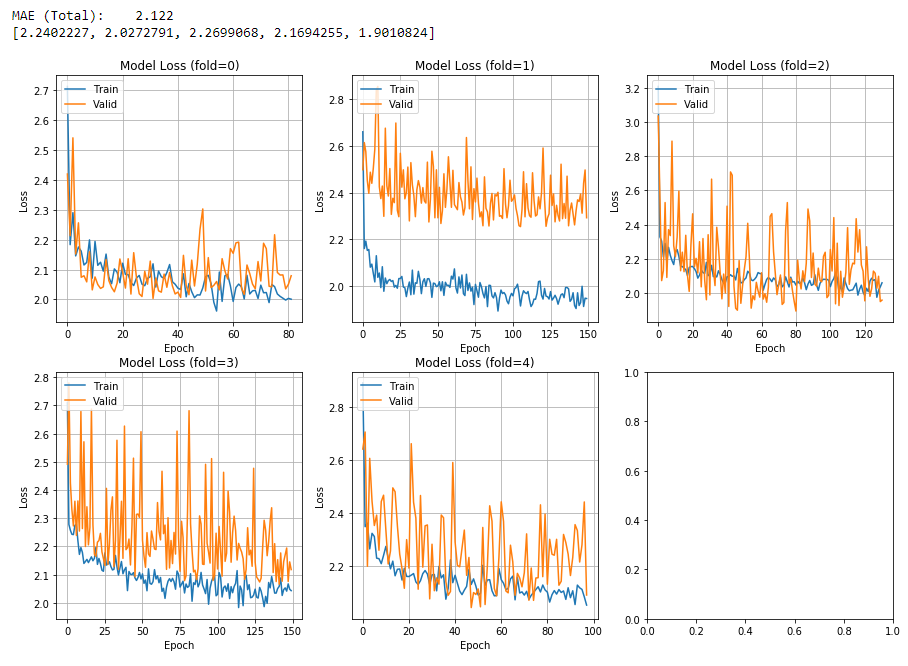 MAE (Total):    2.122
[2.2402227, 2.0272791, 2.2699068, 2.1694255, 1.9010824]
Model Loss (fold=0)
Train
Valid
2.7
2.6
2.5
2.4
2.3
2.2
2.1
2.0
Loss
0 20 40 60 80
Epoch
Model Loss (fold=1)
Train
Valid
2.8
2.6
2.4
2.2
2.0
Loss
0 25 50 75 100 125 150
Epoch
Model Loss (fold=2)
Train
Valid
3.2
3.0
2.8
2.6
2.4
2.2
2.0
Loss
0 20 40 60 80 100 120
Epoch
Model Loss (fold=3)
Train
Valid
2.8
2.7
2.6
2.5
2.4
2.3
2.2
2.1
2.0
Loss
0 25 50 75 100 125 150
Epoch
Model Loss (fold=4)
Train
Valid
2.8
2.6
2.4
2.2
Loss
0 20 40 60 80 100
Epoch
1.0
0.8
0.6
0.4
0.2
0.0
0.0 0.2 0.4 0.6 0.8 1.0